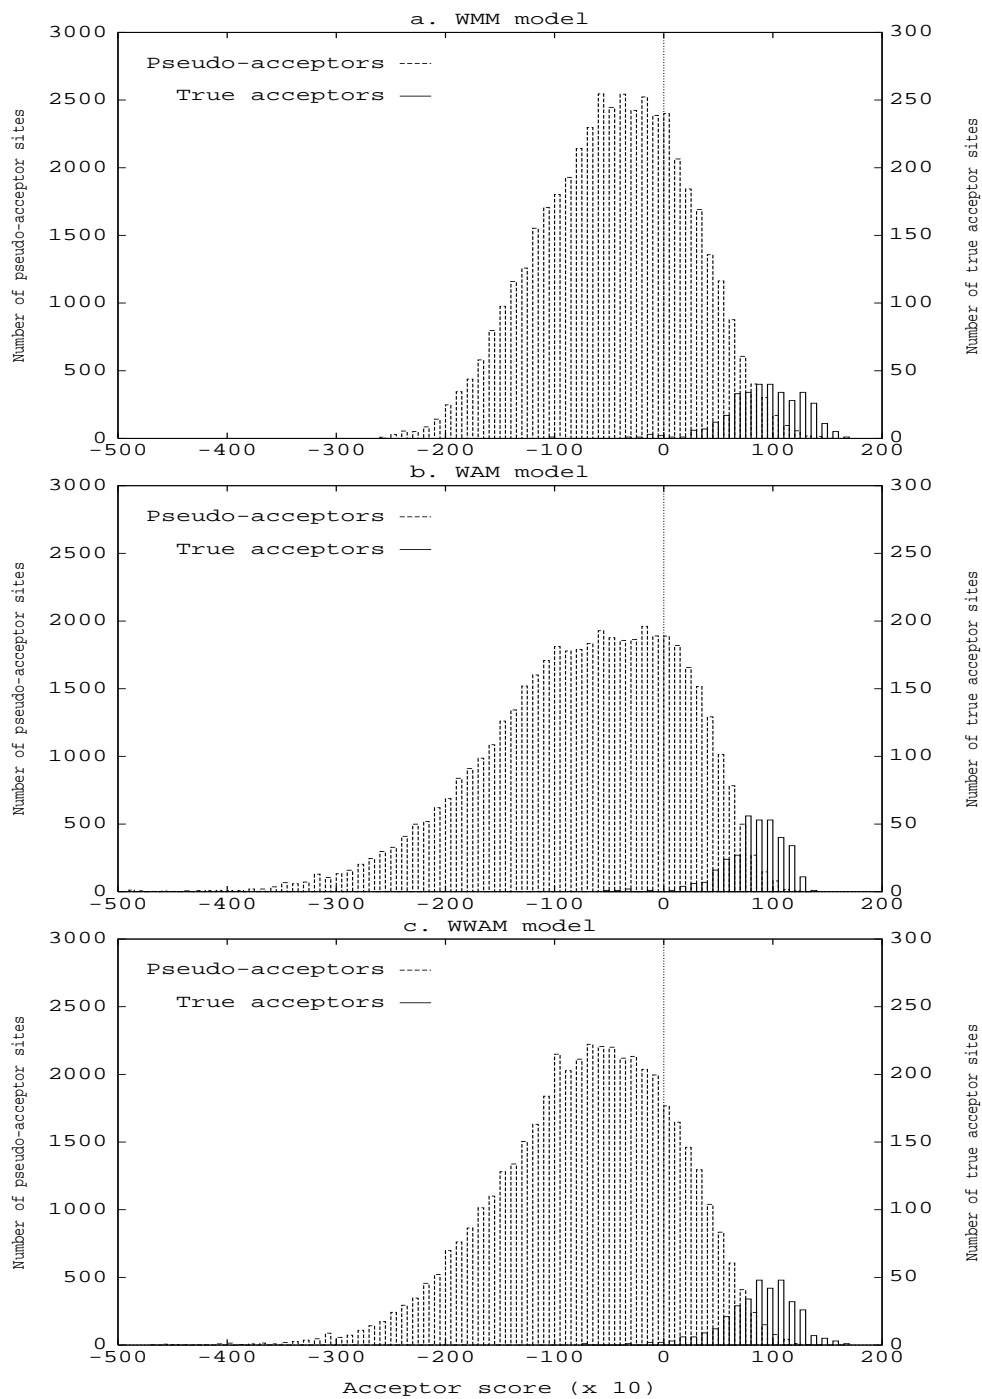 a. WMM model
3000
300
Pseudo-acceptors
True acceptors
2500
250
2000
200
1500
150
1000
100
500
50
0
0
-500 -400 -300 -200 -100 0 100 200
Number of pseudo-acceptor sites
Number of true acceptor sites
b. WAM model
3000
300
Pseudo-acceptors
True acceptors
2500
250
2000
200
1500
150
1000
100
500
50
0
0
-500 -400 -300 -200 -100 0 100 200
Number of pseudo-acceptor sites
Number of true acceptor sites
c. WWAM model
3000
300
Pseudo-acceptors
True acceptors
2500
250
2000
200
1500
150
1000
100
500
50
0
0
-500 -400 -300 -200 -100 0 100 200
Number of pseudo-acceptor sites
Number of true acceptor sites
Acceptor score (x 10)